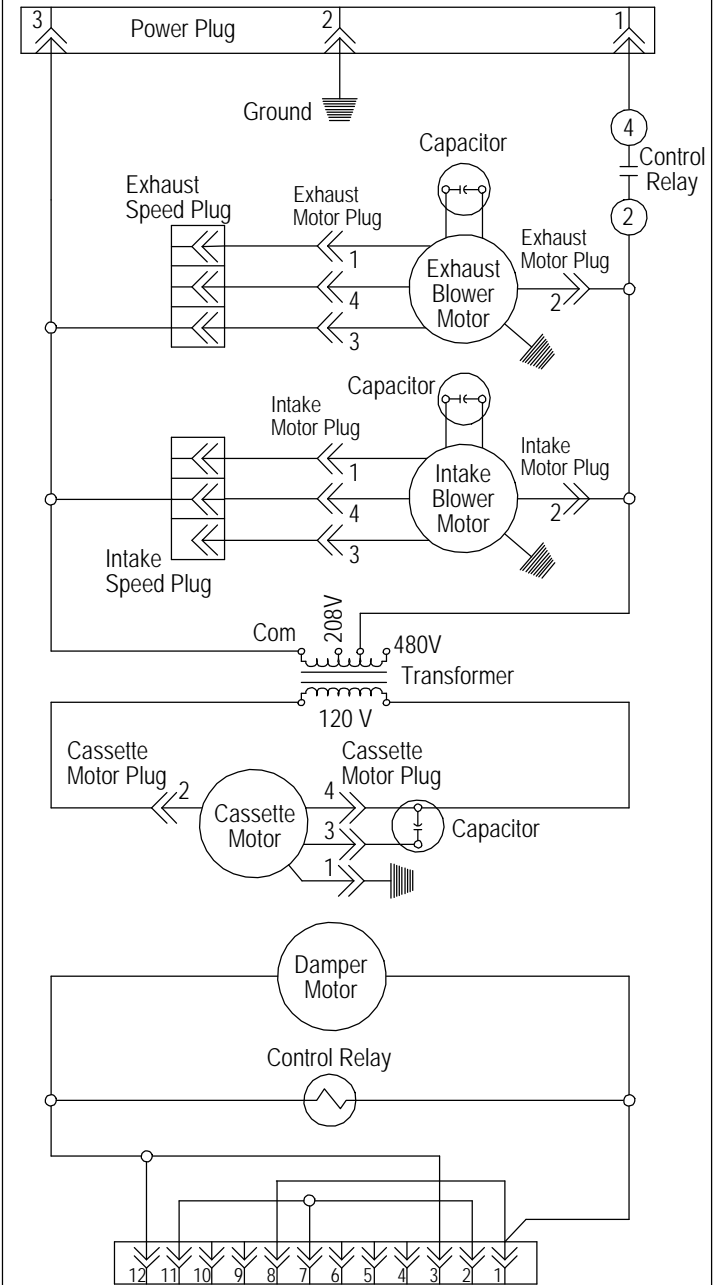 3
Power Plug
2
1
Ground
4
Control
Relay
2
Capacitor
Exhaust
Speed Plug
Exhaust
Motor Plug
1
4
3
Exhaust
Blower
Motor
Exhaust
Motor Plug
2
Capacitor
Intake
Motor Plug
1
4
3
Intake
Blower
Motor
Intake
Motor Plug
2
Intake
Speed Plug
Com
208V
480V
Transformer
120 V
Cassette
Motor Plug
2
Cassette
Motor
Cassette
Motor Plug
4
3
1
Capacitor
Damper
Motor
Control Relay
12 11 10 9 8 7 6 5 4 3 2 1